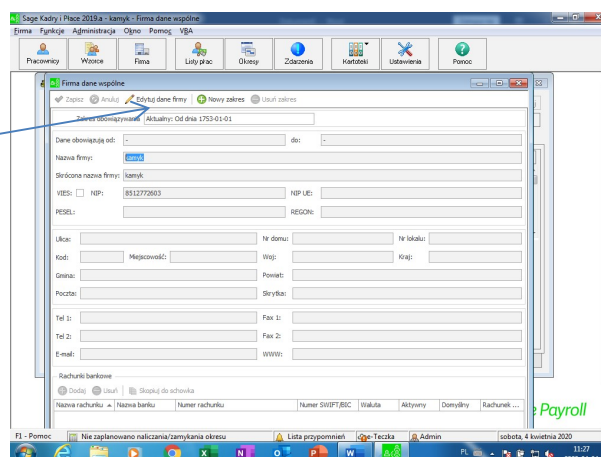 Sage Kadry i Płace 2019.a - kamyk - Firma dane wspólne
Firma Funkcje Administracja Okno Pomoc VBA
Pracownicy Wzorce Firma Listy płac Okresy Zdarzenia Kartoteki Ustawienia Pomoc
Firma dane wspólne
Zapisz Anuluj Edytuj dane firmy Nowy zakres Usuń zakres
Zakres obowiązywania Aktualny: Od dnia 1753-01-01
Dane obowiązują od: - do: -
Nazwa firmy: kamyk
Skrócona nazwa firmy: kamyk
VIES: NIP: 8512772603 NIP UE:
PESEL: REGON:
Ulica: Nr domu: Nr lokalu:
Kod: Miejscowość: Woj: Kraj:
Gmina: Powiat:
Poczta: Skrytka:
Tel 1: Fax 1:
Tel 2: Fax 2:
E-mail: WWW:
Rachunki bankowe
Dodaj Usuń Skopiuj do schowka
Nazwa rachunku Nazwa banku Numer rachunku Numer SWIFT/BIC Waluta Aktywny Domyślny Rachunek ...
Payroll
F1 - Pomoc Nie zaplanowano naliczania/zamykania okresu Lista przypomnień e-Teczka Admin sobota, 4 kwietnia 2020
PL 11:27